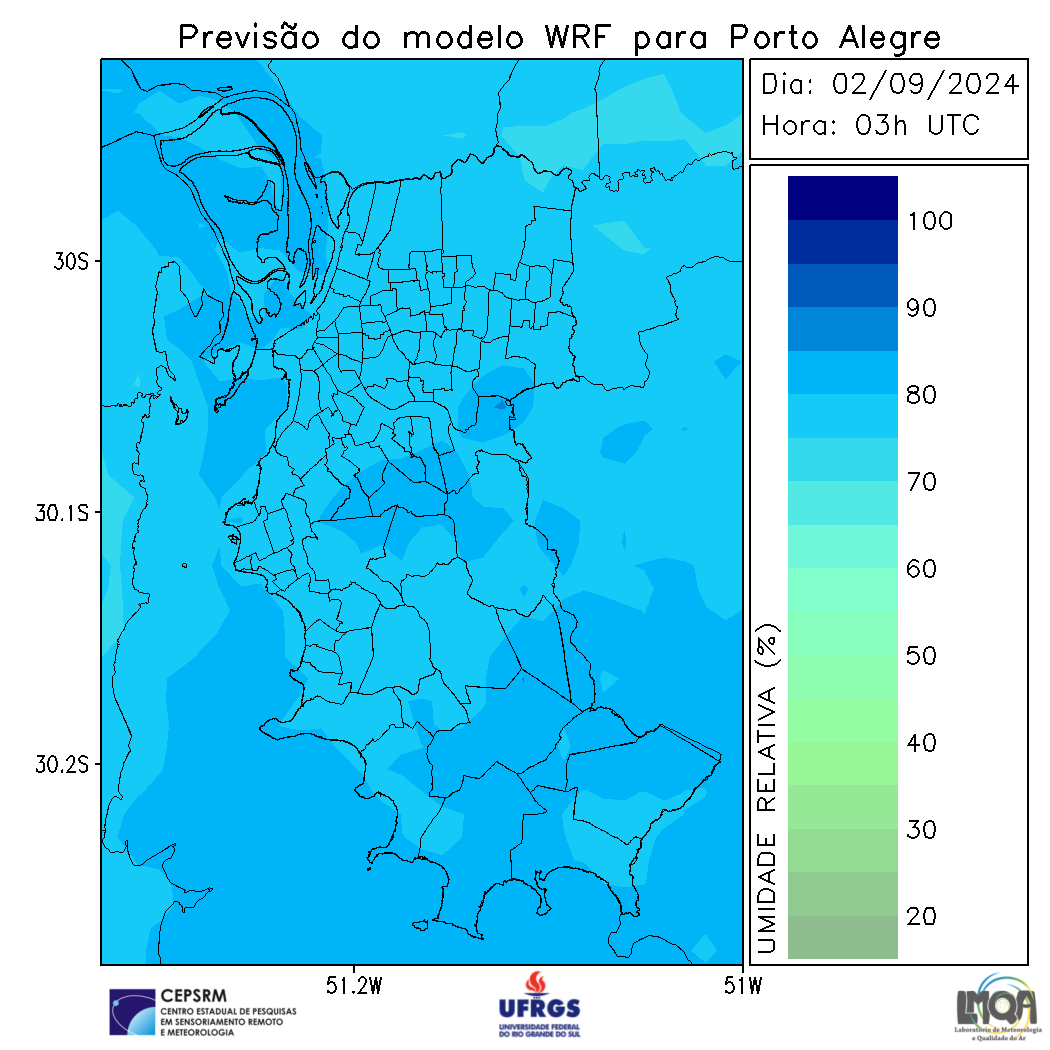 Previsão do modelo WRF para Porto Alegre
Dia: 02/09/2024
Hora: 03h UTC
100
90
80
70
60
50
40
30
20
UMIDADE RELATIVA (%)
30S
30.1S
30.2S
51.2W
51W
CEPSRM
CENTRO ESTADUAL DE PESQUISAS
EM SENSORIAMENTO REMOTO
E METEOROLOGIA
UFRGS
UNIVERSIDADE FEDERAL
DO RIO GRANDE DO SUL
LMQA
Laboratório de Meteorologia
e Qualidade do Ar